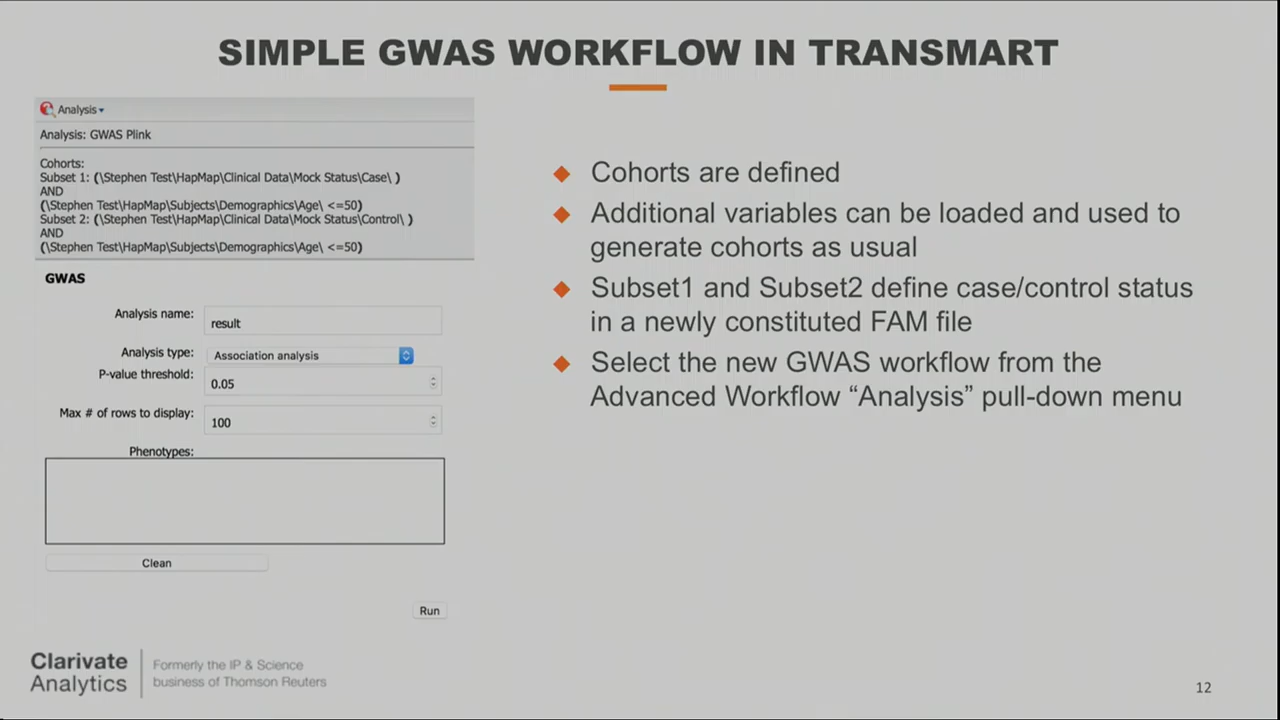 SIMPLE GWAS WORKFLOW IN TRANSMART
Analysis
Analysis: GWAS Plink
Cohorts:
Subset 1: (\Stephen Test\HapMap\Clinical Data\Mock Status\Case\ )
AND
(\Stephen Test\HapMap\Subjects\Demographics\Age\ <=50)
Subset 2: (\Stephen Test\HapMap\Clinical Data\Mock Status\Control\ )
AND
(\Stephen Test\HapMap\Subjects\Demographics\Age\ <=50)
GWAS
Analysis name: result
Analysis type: Association analysis
P-value threshold: 0.05
Max # of rows to display: 100
Phenotypes:
Clean
Run
Cohorts are defined
Additional variables can be loaded and used to
generate cohorts as usual
Subset1 and Subset2 define case/control status
in a newly constituted FAM file
Select the new GWAS workflow from the
Advanced Workflow “Analysis” pull-down menu
Clarivate
Analytics
Formerly the IP & Science
business of Thomson Reuters
12